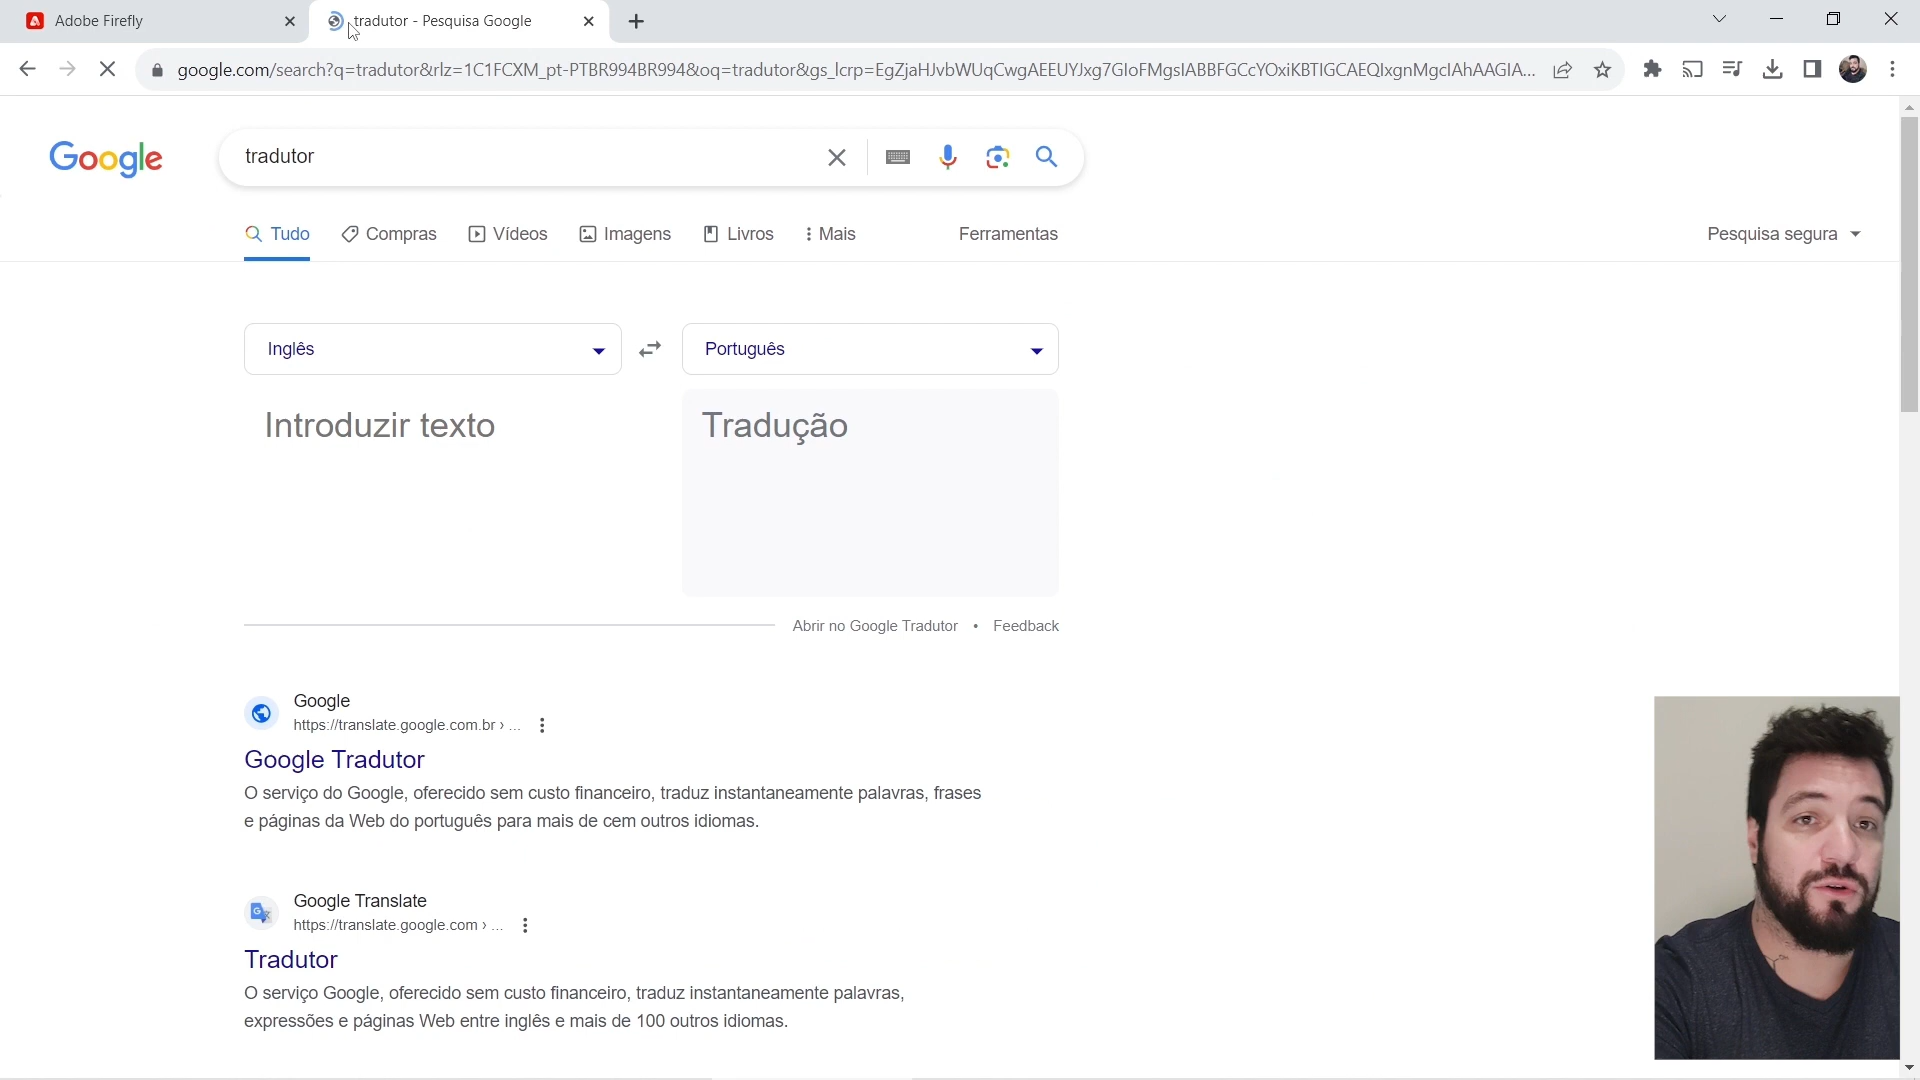 Adobe Firefly
tradutor - Pesquisa Google
google.com/search?q=tradutor&rlz=1C1FCXM_pt-PTBR994BR994&oq=tradutor&gs_lcrp=EgZjaHJvbWUqCwgAEEUYJxg7GIoFMgsIABBFGCcYOxiKBTIGCAEQIxgnMgcIAhAAGIA...
Google
tradutor
Tudo
Compras
Vídeos
Imagens
Livros
Mais
Ferramentas
Pesquisa segura
Inglês
Português
Introduzir texto
Tradução
Abrir no Google Tradutor • Feedback
Google
https://translate.google.com.br › ...
Google Tradutor
O serviço do Google, oferecido sem custo financeiro, traduz instantaneamente palavras, frases
e páginas da Web do português para mais de cem outros idiomas.
Google Translate
https://translate.google.com › ...
Tradutor
O serviço Google, oferecido sem custo financeiro, traduz instantaneamente palavras,
expressões e páginas Web entre inglês e mais de 100 outros idiomas.